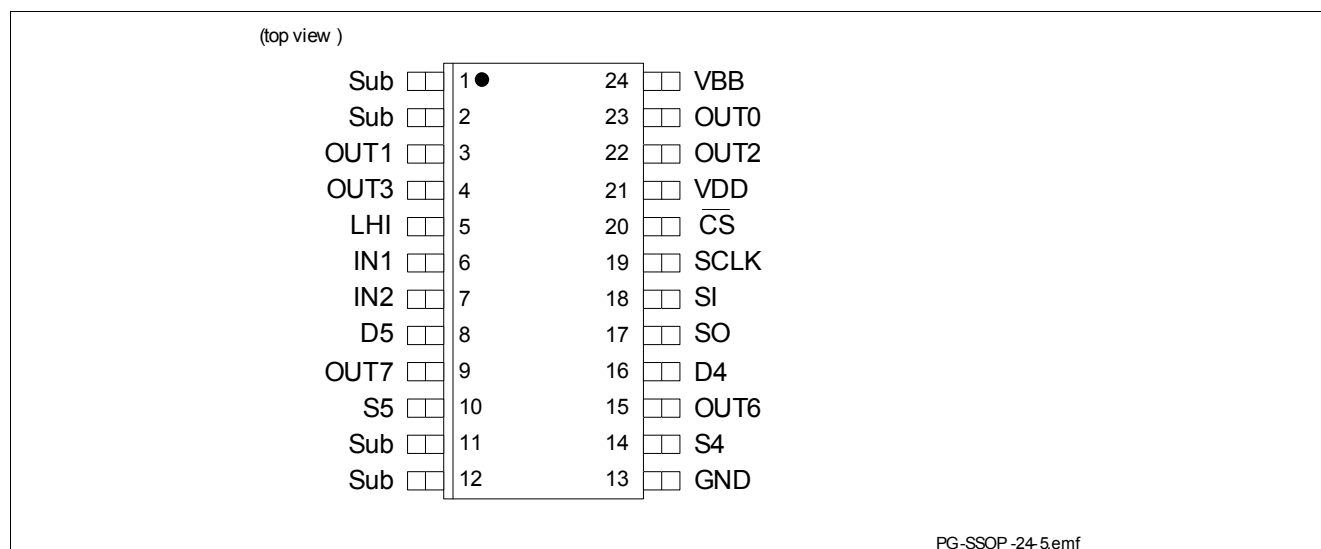 (top view )
Sub 1 24 VBB
Sub 2 23 OUT0
OUT1 3 22 OUT2
OUT3 4 21 VDD
LHI 5 20 C̅S̅
IN1 6 19 SCLK
IN2 7 18 SI
D5 8 17 SO
OUT7 9 16 D4
S5 10 15 OUT6
Sub 11 14 S4
Sub 12 13 GND
PG-SSOP -24-5.emf